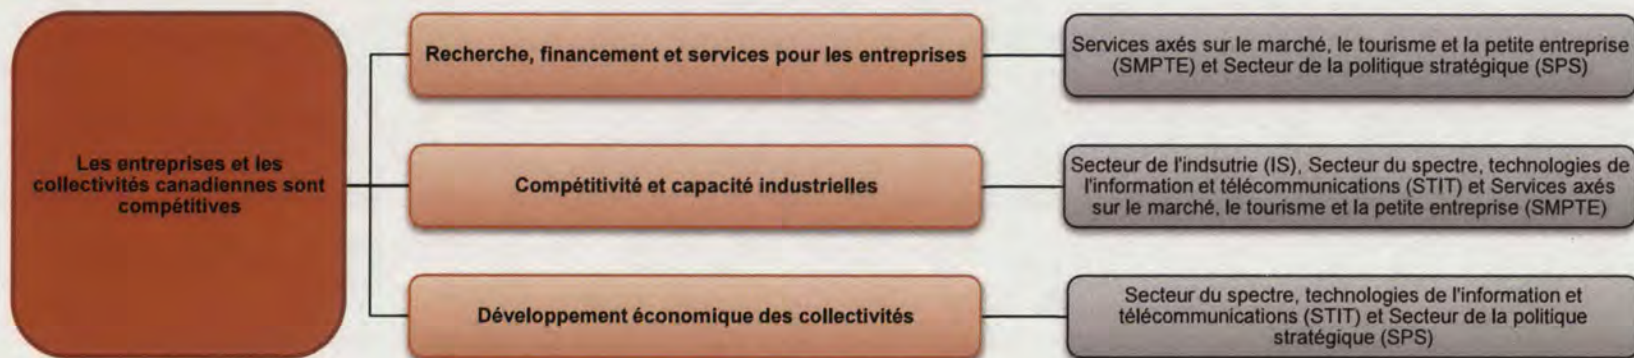 Les entreprises et les
collectivités canadiennes sont
compétitives
Recherche, financement et services pour les entreprises
Services axés sur le marché, le tourisme et la petite entreprise
(SMPTE) et Secteur de la politique stratégique (SPS)
Compétitivité et capacité industrielles
Secteur de l'indsutrie (IS), Secteur du spectre, technologies de
l'information et télécommunications (STIT) et Services axés
sur le marché, le tourisme et la petite entreprise (SMPTE)
Développement économique des collectivités
Secteur du spectre, technologies de l'information et
télécommunications (STIT) et Secteur de la politique
stratégique (SPS)